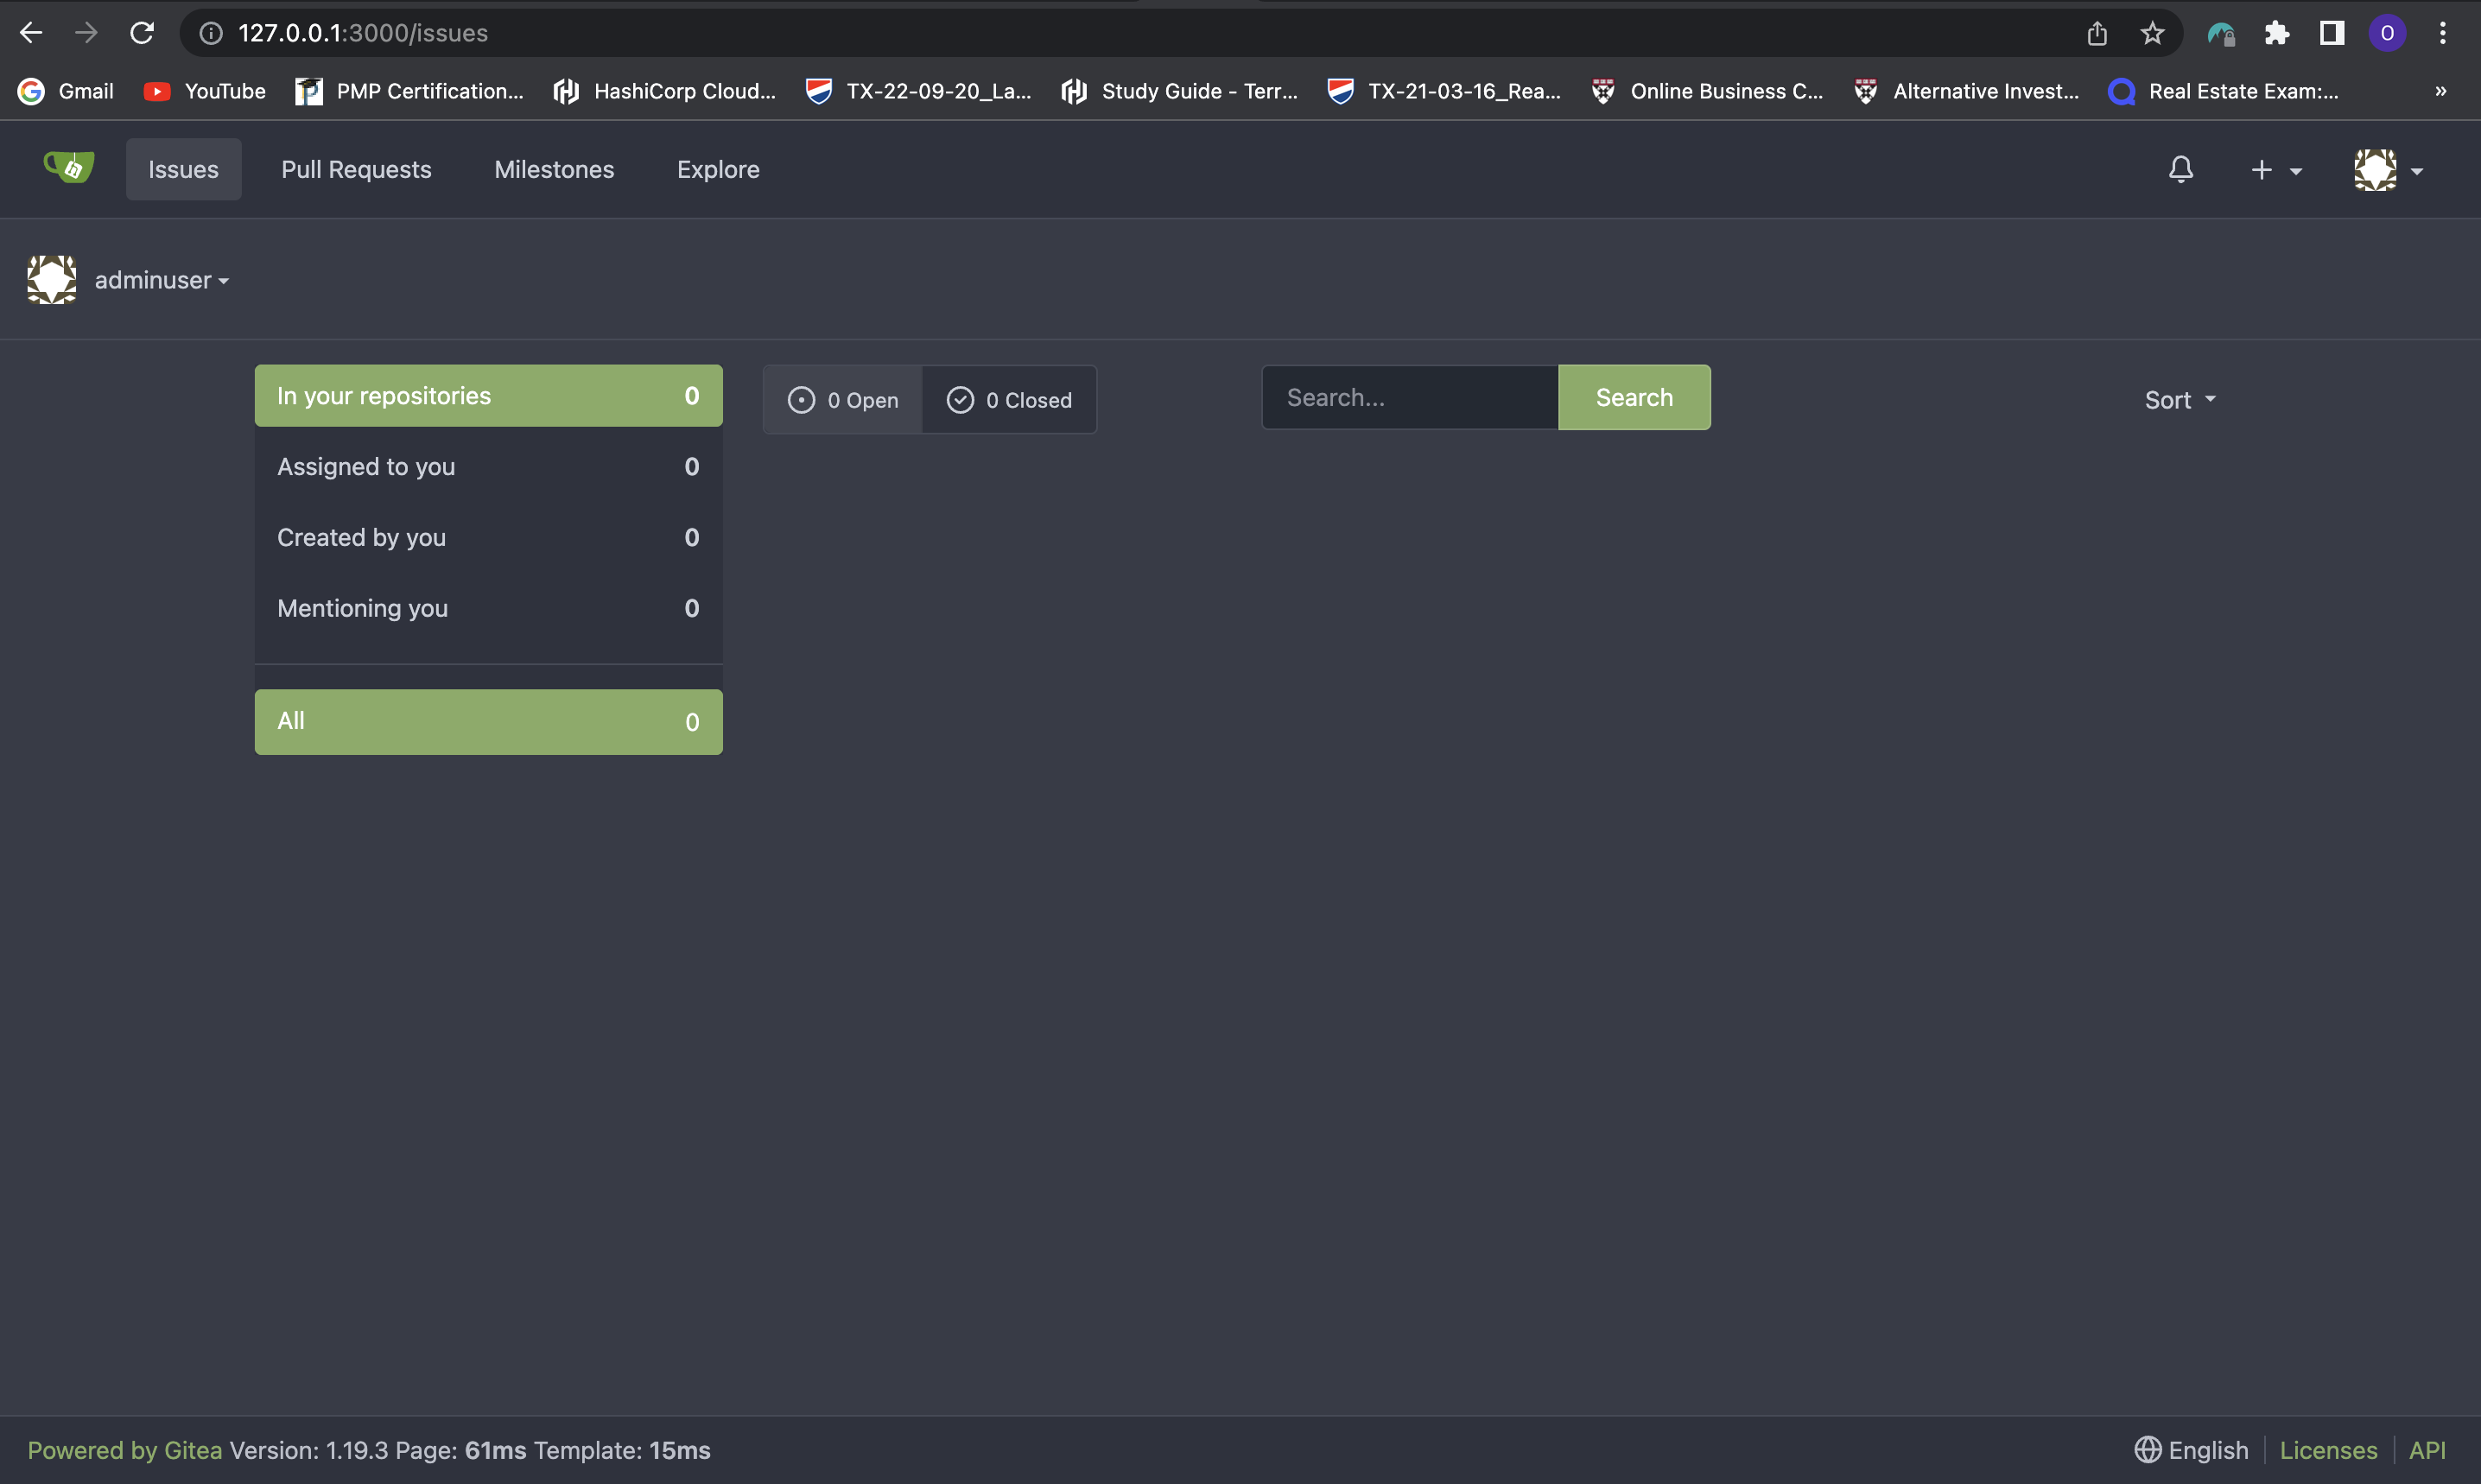 127.0.0.1:3000/issues
O
Gmail YouTube PMP Certification... HashiCorp Cloud... TX-22-09-20_La... Study Guide - Terr... TX-21-03-16_Rea... Online Business C... Alternative Invest... Real Estate Exam:... »
Issues Pull Requests Milestones Explore
adminuser
In your repositories 0
Assigned to you 0
Created by you 0
Mentioning you 0
All 0
0 Open 0 Closed
Search... Search
Sort
Powered by Gitea Version: 1.19.3 Page: 61ms Template: 15ms
English Licenses API